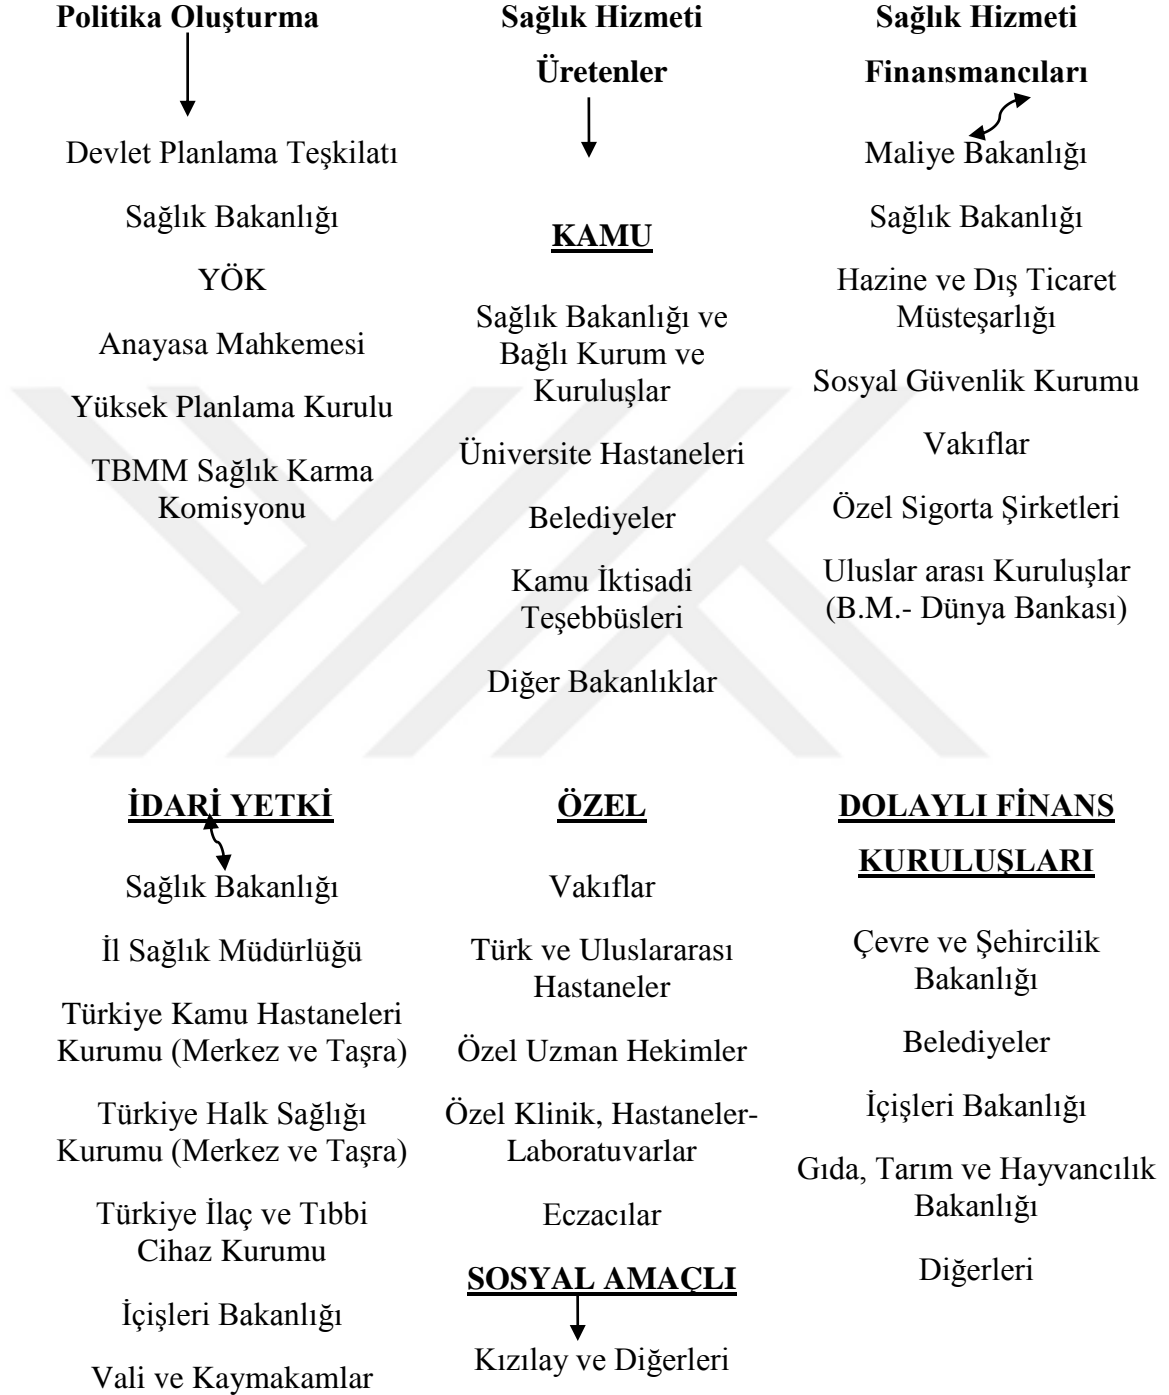 Politika Oluşturma
Devlet Planlama Teşkilatı
Sağlık Bakanlığı
YÖK
Anayasa Mahkemesi
Yüksek Planlama Kurulu
TBMM Sağlık Karma
Komisyonu
İDARİ YETKİ
Sağlık Bakanlığı
İl Sağlık Müdürlüğü
Türkiye Kamu Hastaneleri
Kurumu (Merkez ve Taşra)
Türkiye Halk Sağlığı
Kurumu (Merkez ve Taşra)
Türkiye İlaç ve Tıbbi
Cihaz Kurumu
İçişleri Bakanlığı
Vali ve Kaymakamlar
Sağlık Hizmeti
Üretenler
KAMU
Sağlık Bakanlığı ve
Bağlı Kurum ve
Kuruluşlar
Üniversite Hastaneleri
Belediyeler
Kamu İktisadi
Teşebbüsleri
Diğer Bakanlıklar
ÖZEL
Vakıflar
Türk ve Uluslararası
Hastaneler
Özel Uzman Hekimler
Özel Klinik, Hastaneler-
Laboratuvarlar
Eczacılar
SOSYAL AMAÇLI
Kızılay ve Diğerleri
Sağlık Hizmeti
Finansmancıları
Maliye Bakanlığı
Sağlık Bakanlığı
Hazine ve Dış Ticaret
Müsteşarlığı
Sosyal Güvenlik Kurumu
Vakıflar
Özel Sigorta Şirketleri
Uluslar arası Kuruluşlar
(B.M.- Dünya Bankası)
DOLAYLI FİNANS
KURULUŞLARI
Çevre ve Şehircilik
Bakanlığı
Belediyeler
İçişleri Bakanlığı
Gıda, Tarım ve Hayvancılık
Bakanlığı
Diğerleri